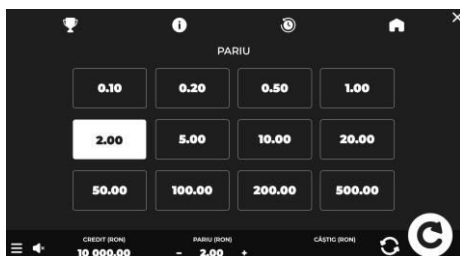 PARIU
0.10 0.20 0.50 1.00
2.00 5.00 10.00 20.00
50.00 100.00 200.00 500.00
CREDIT (RON) PARIU (RON) CÂȘTIG (RON)
10 000.00 - 2.00 +